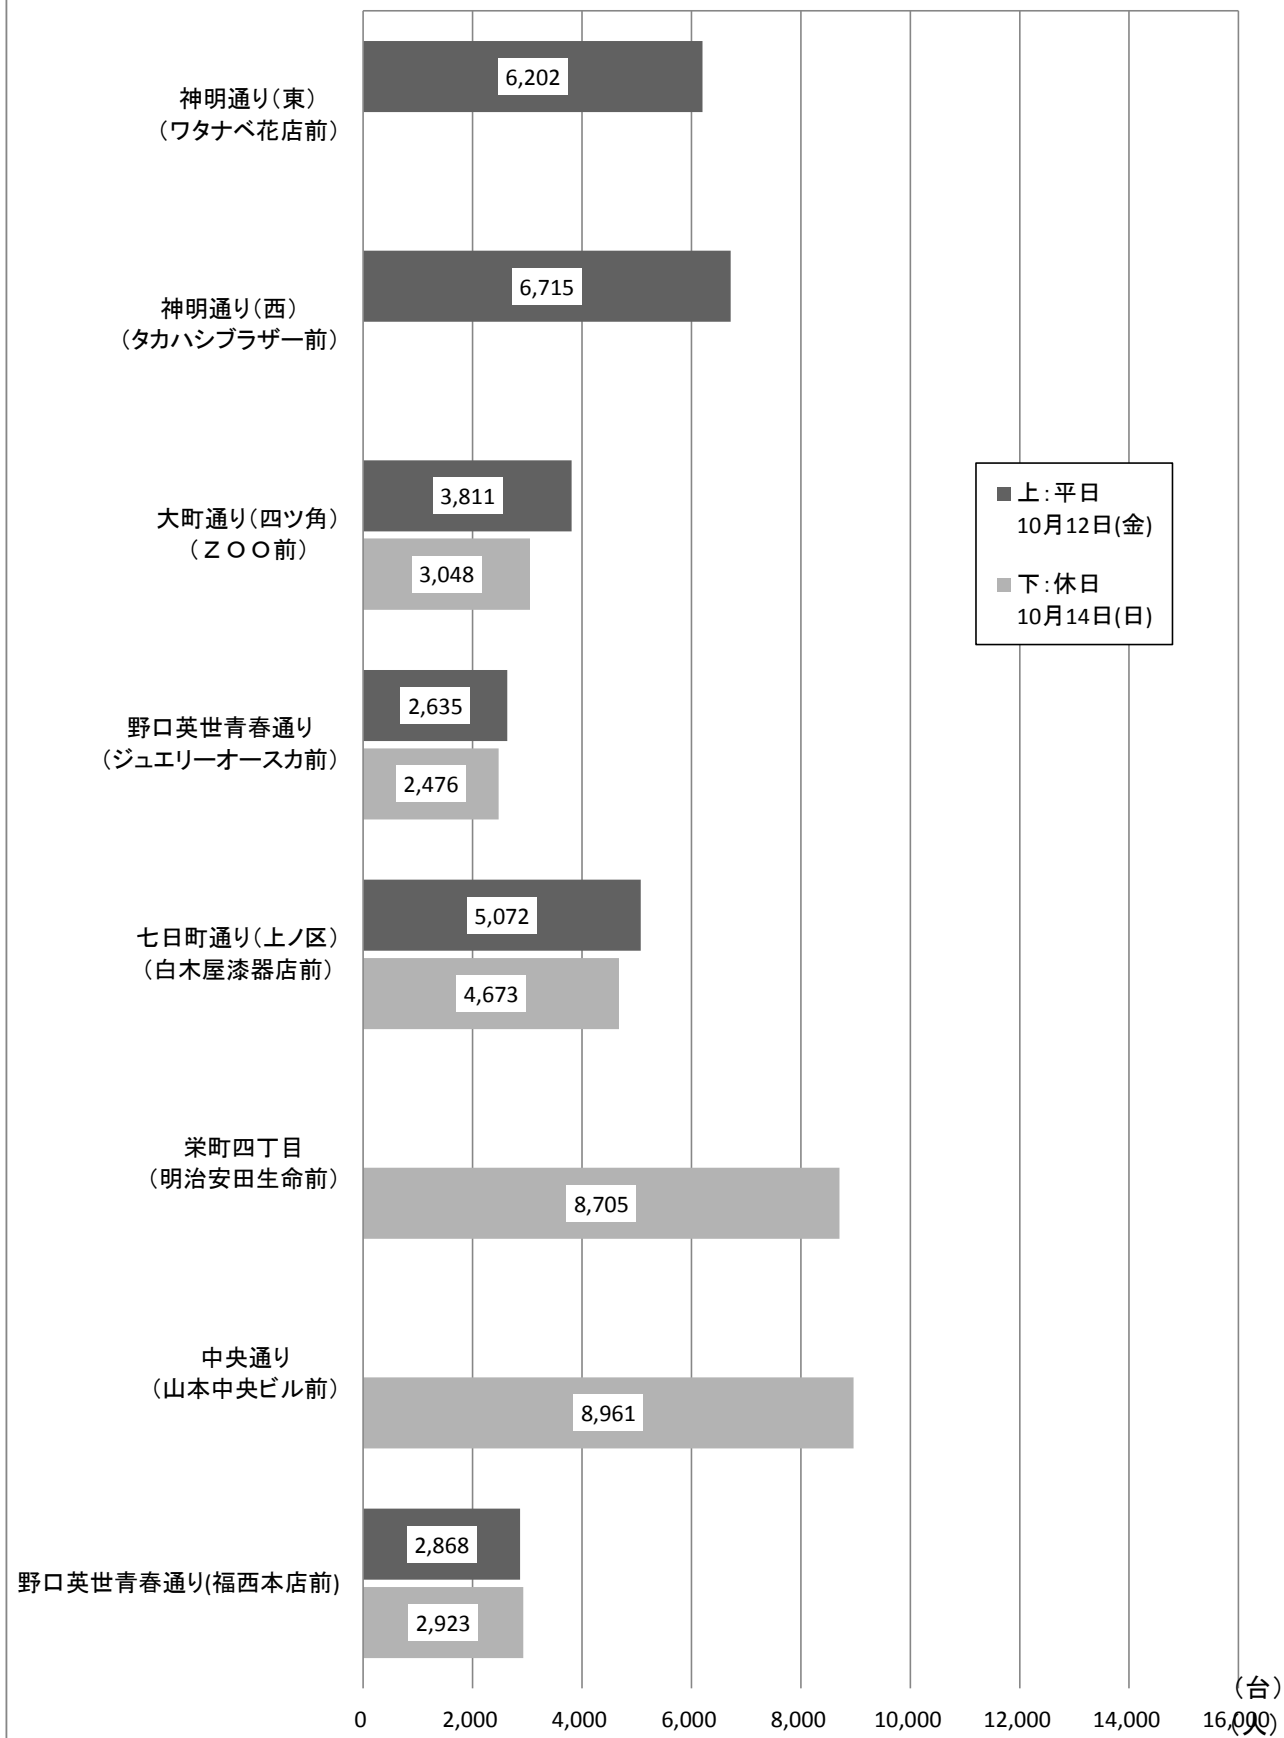 6,202
神明通り（東）
（ワタナベ花店前）
6,715
神明通り（西）
（タカハシブラザー前）
3,811
大町通り（四ツ角）
（ＺＯＯ前）
3,048
上：平日
10月12日(金)
下：休日
10月14日(日)
2,635
野口英世青春通り
（ジュエリーオースカ前）
2,476
5,072
七日町通り（上ノ区）
（白木屋漆器店前）
4,673
栄町四丁目
（明治安田生命前）
8,705
中央通り
（山本中央ビル前）
8,961
2,868
野口英世青春通り(福西本店前)
2,923
（台）
0 2,000 4,000 6,000 8,000 10,000 12,000 14,000 16,000
（人）